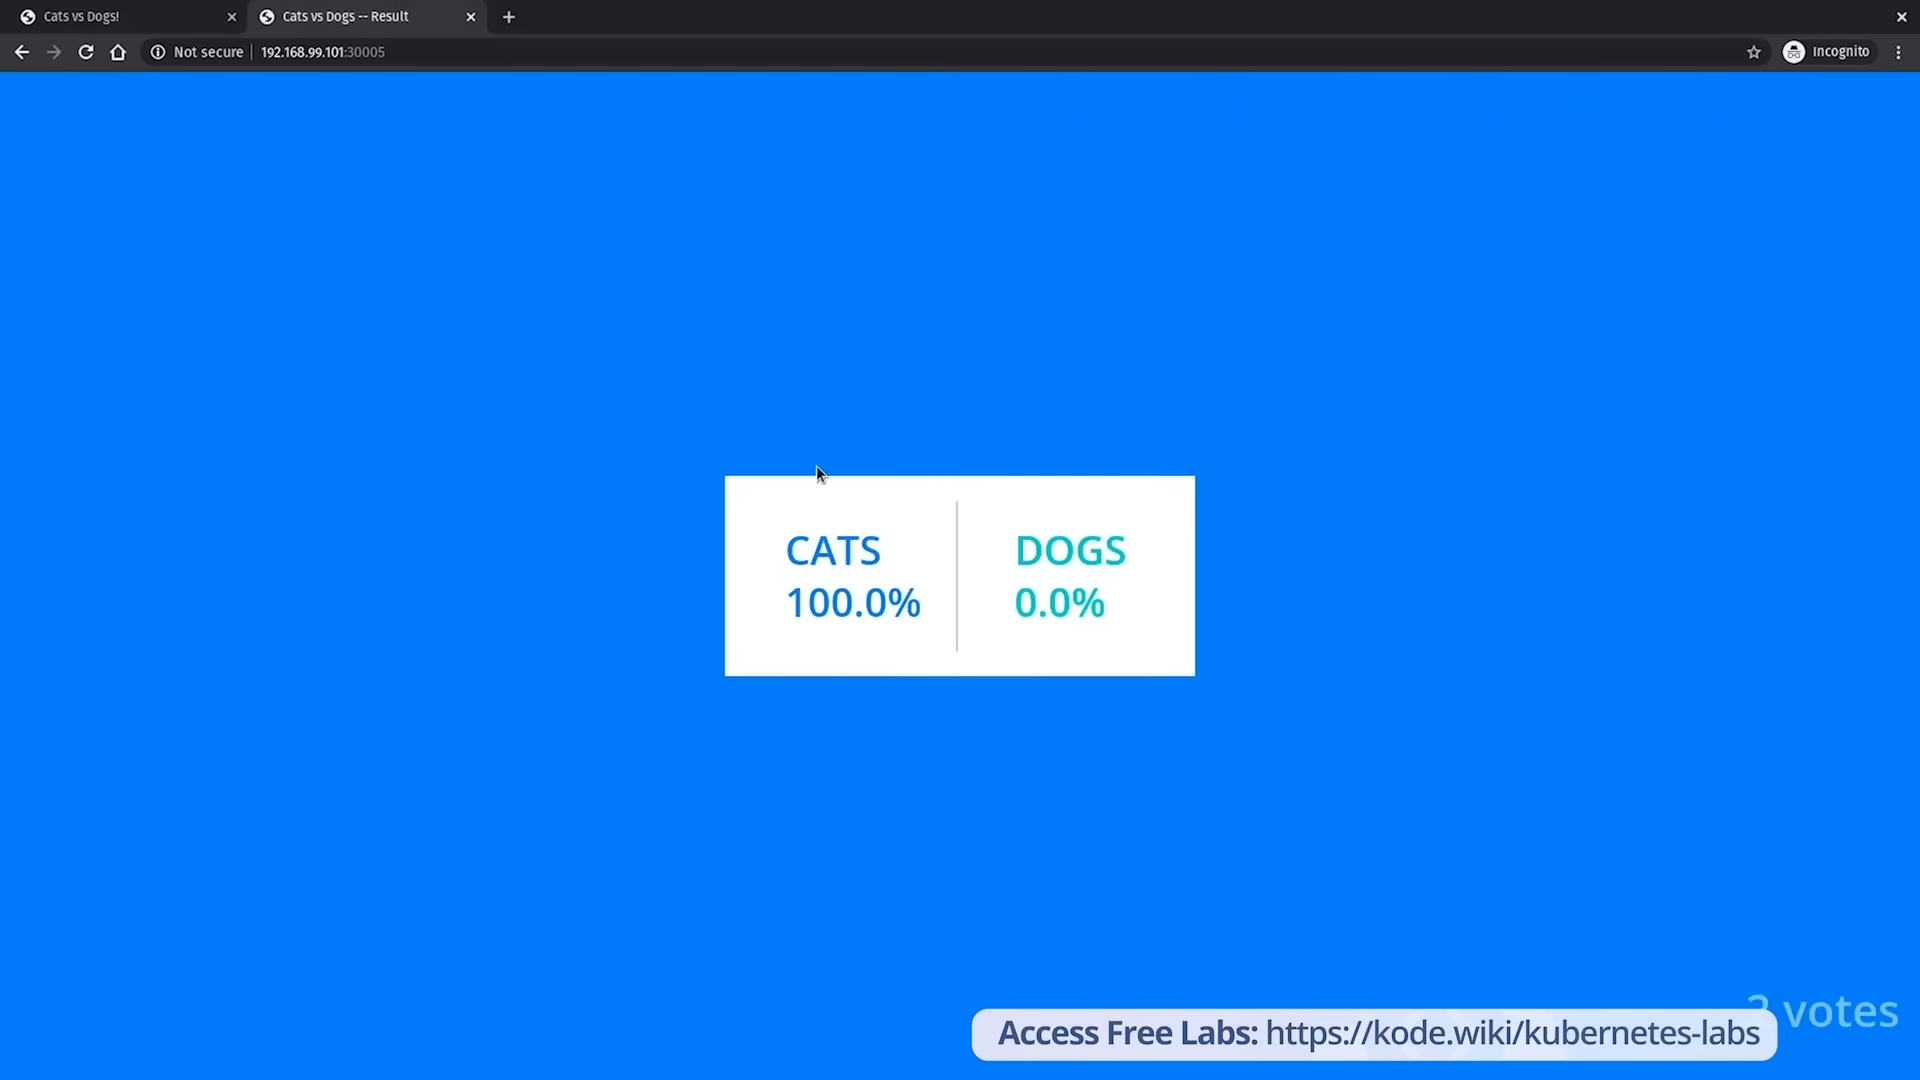 Cats vs Dogs!
Cats vs Dogs -- Result
Not secure
192.168.99.101:30005
Incognito
CATS
100.0%
DOGS
0.0%
votes
Access Free Labs: https://kode.wiki/kubernetes-labs